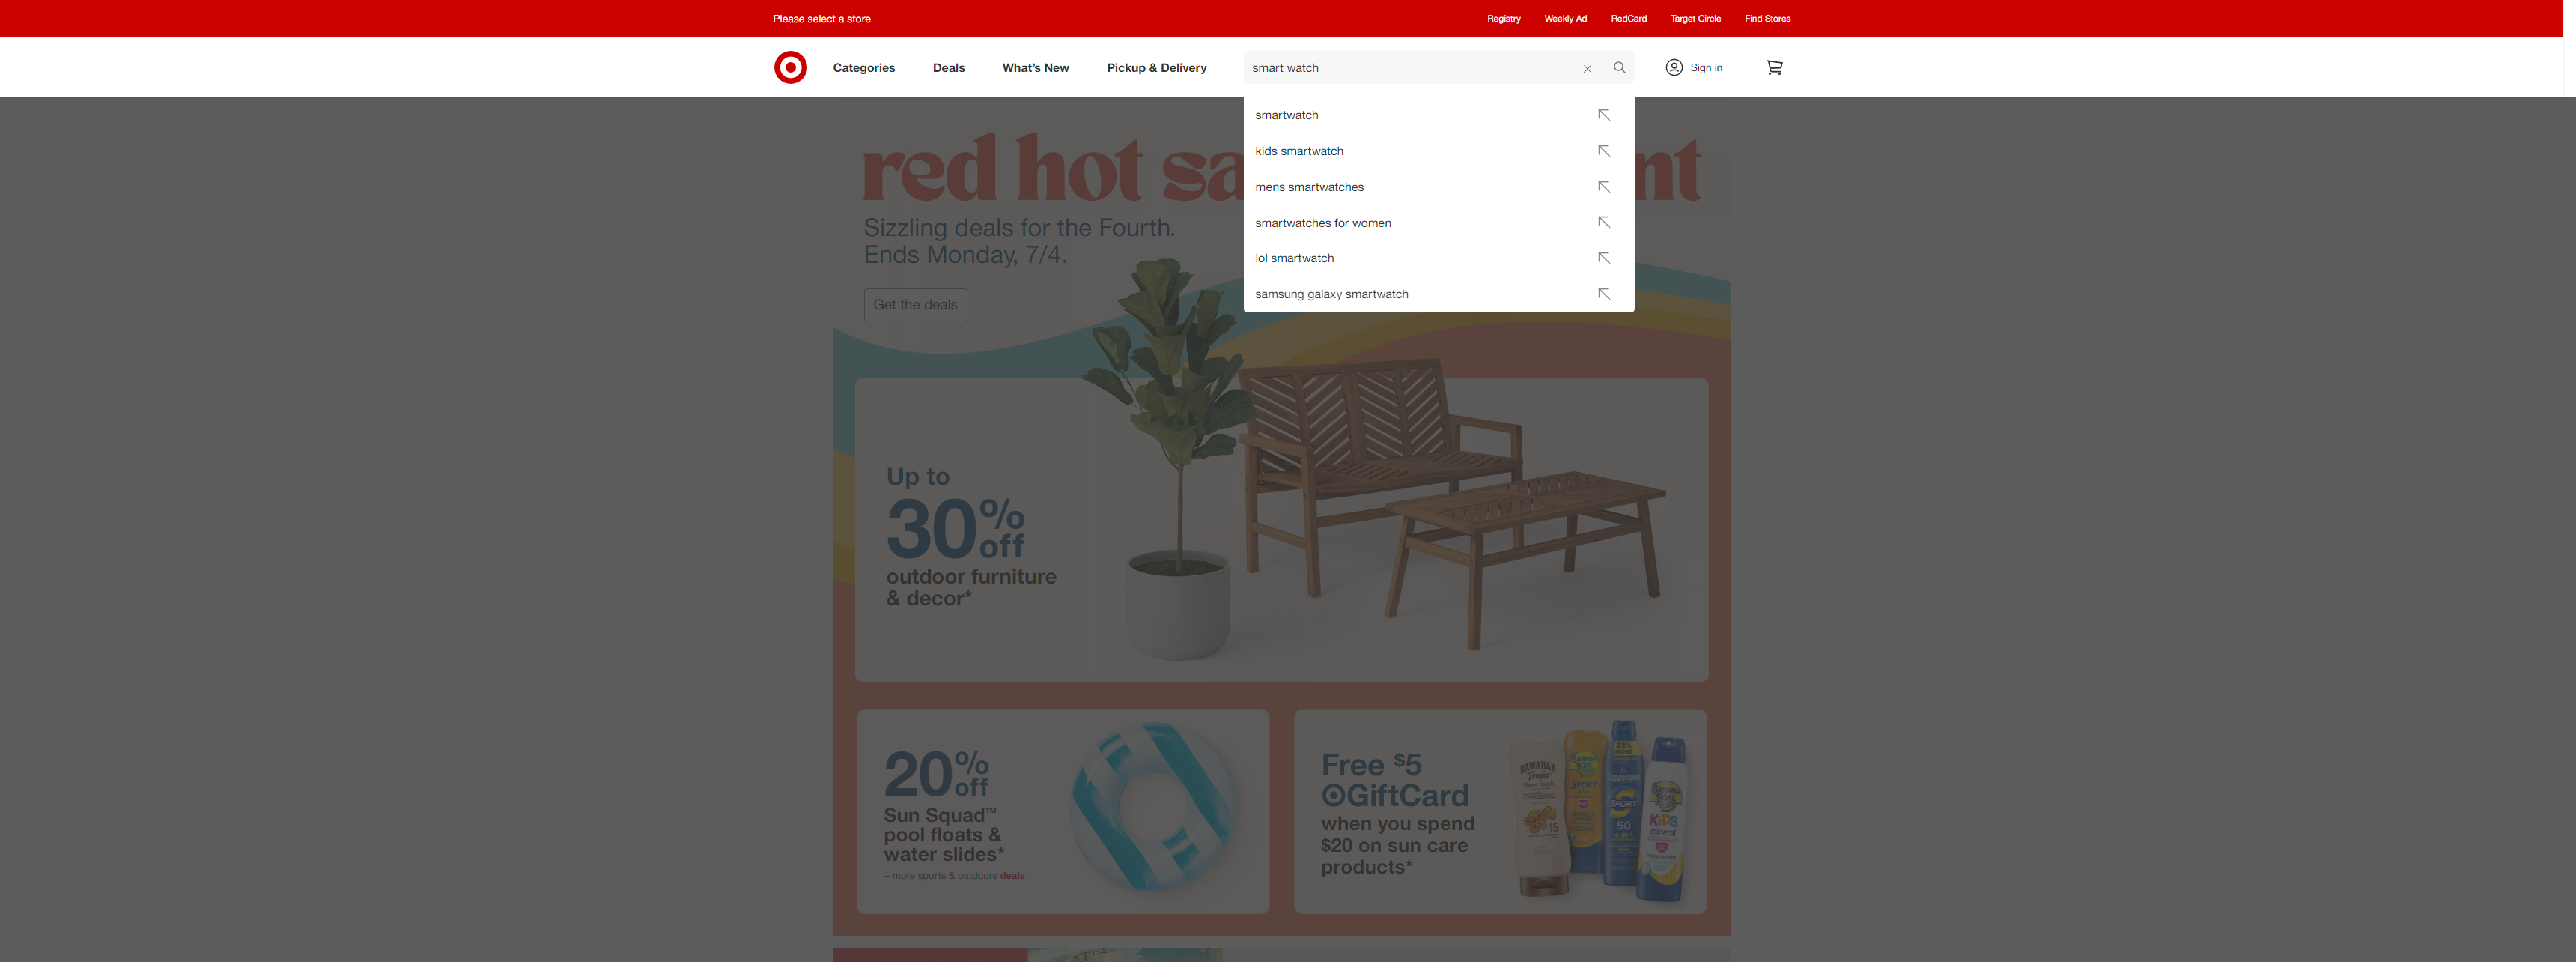 Please select a store
Registry
Weekly Ad
RedCard
Target Circle
Find Stores
Categories
Deals
What's New
Pickup & Delivery
smart watch
Sign in
smartwatch
kids smartwatch
mens smartwatches
smartwatches for women
lol smartwatch
samsung galaxy smartwatch
red hot sa
nt
Sizzling deals for the Fourth.
Ends Monday, 7/4.
Get the deals
Up to
30% off
outdoor furniture
& decor*
20% off
Sun Squad™
pool floats &
water slides*
+ more sports & outdoors deals
Free $5
GiftCard
when you spend
$20 on sun care
products*
HAWAIIAN
Tropic
15
SPORT
SPORT
50
KIDS
mineral